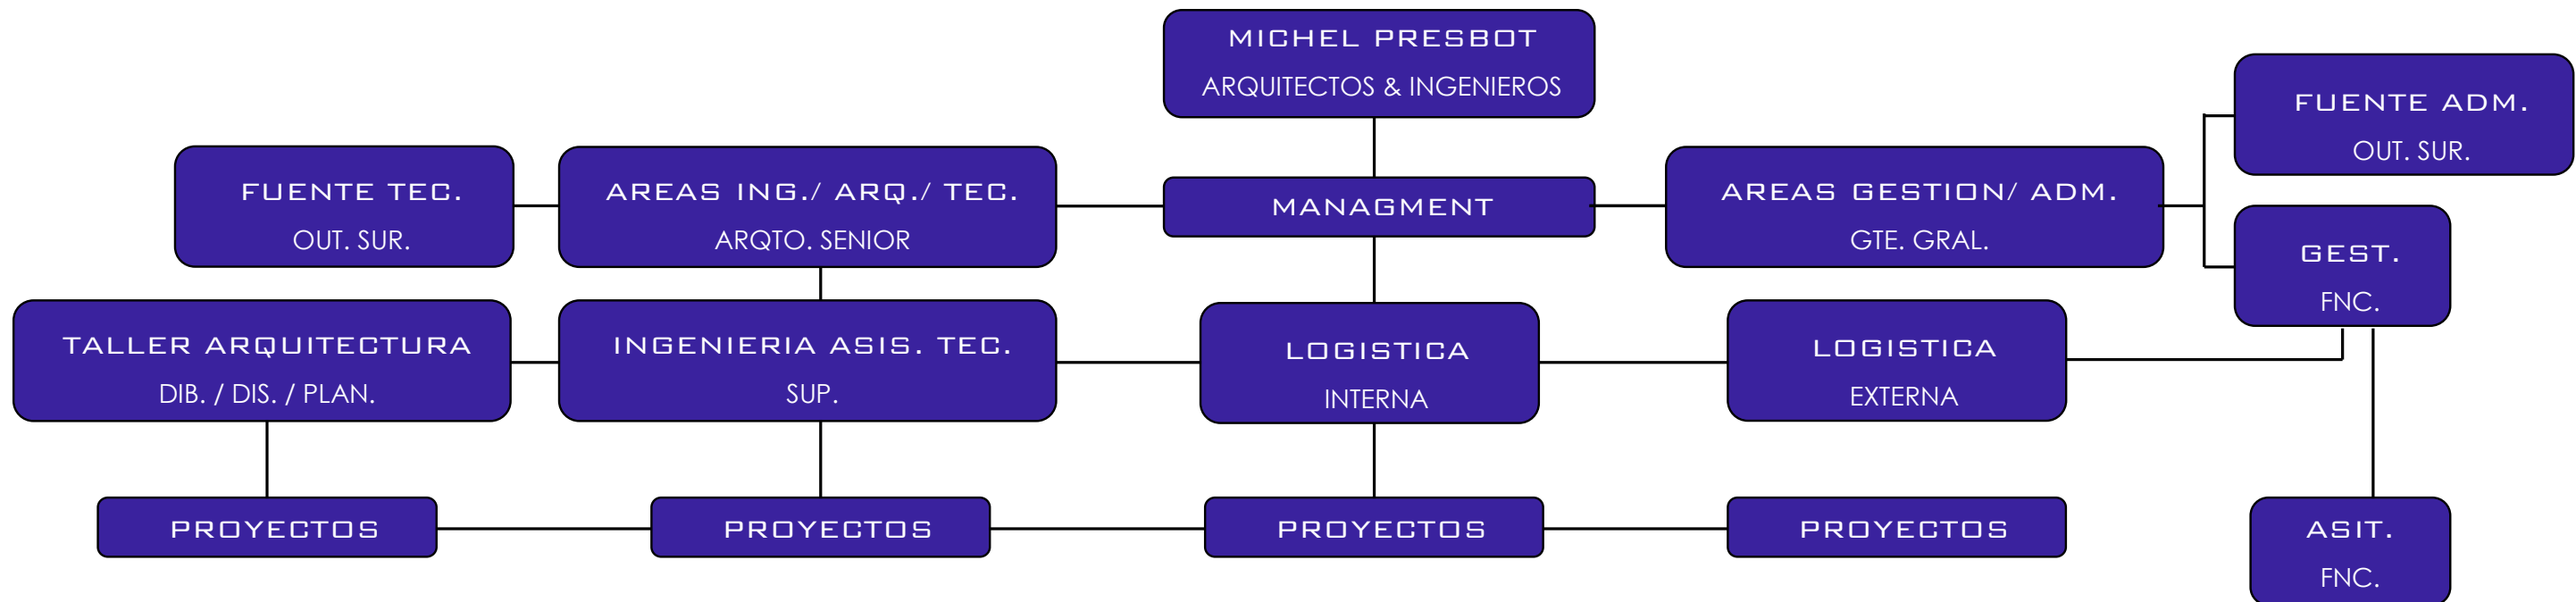 MICHEL PRESBOT
ARQUITECTOS & INGENIEROS
FUENTE ADM.
OUT. SUR.
FUENTE TEC.
OUT. SUR.
AREAS ING./ ARQ./ TEC.
ARQTO. SENIOR
MANAGMENT
AREAS GESTION/ ADM.
GTE. GRAL.
GEST.
FNC.
TALLER ARQUITECTURA
DIB. / DIS. / PLAN.
INGENIERIA ASIS. TEC.
SUP.
LOGISTICA
INTERNA
LOGISTICA
EXTERNA
PROYECTOS
PROYECTOS
PROYECTOS
PROYECTOS
ASIT.
FNC.